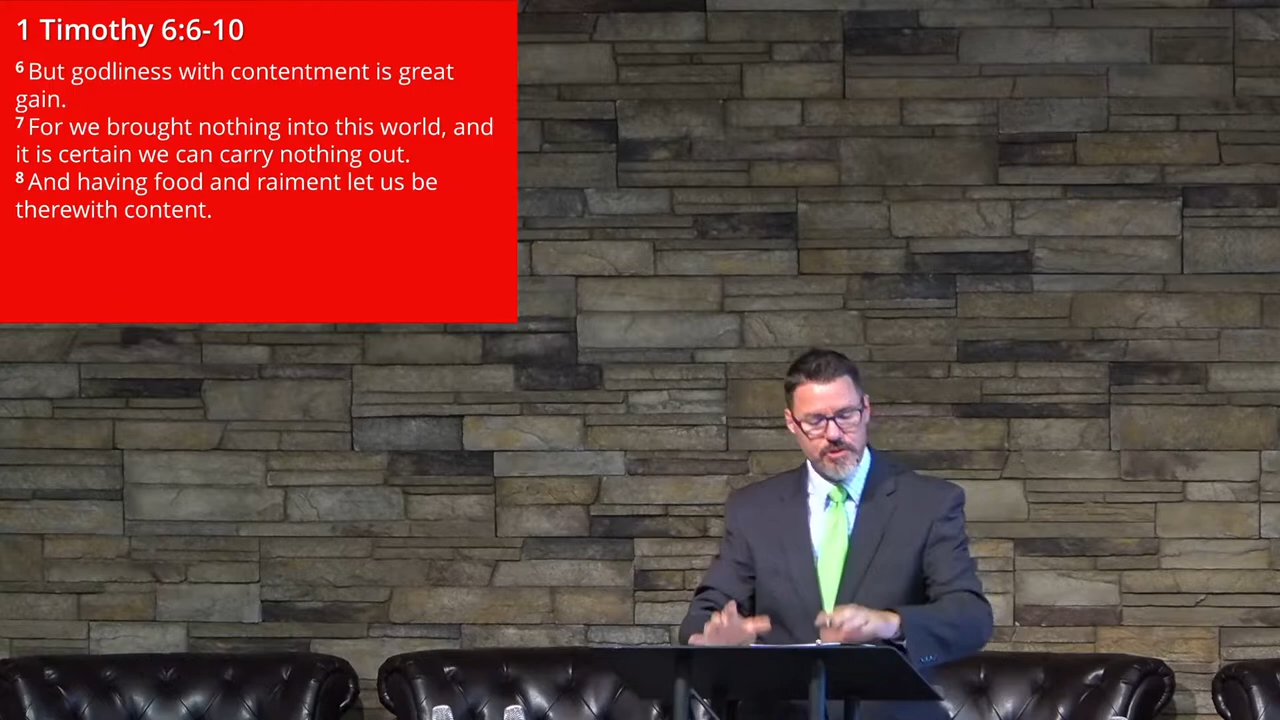 1 Timothy 6:6-10
6 But godliness with contentment is great
gain.
7 For we brought nothing into this world, and
it is certain we can carry nothing out.
8 And having food and raiment let us be
therewith content.